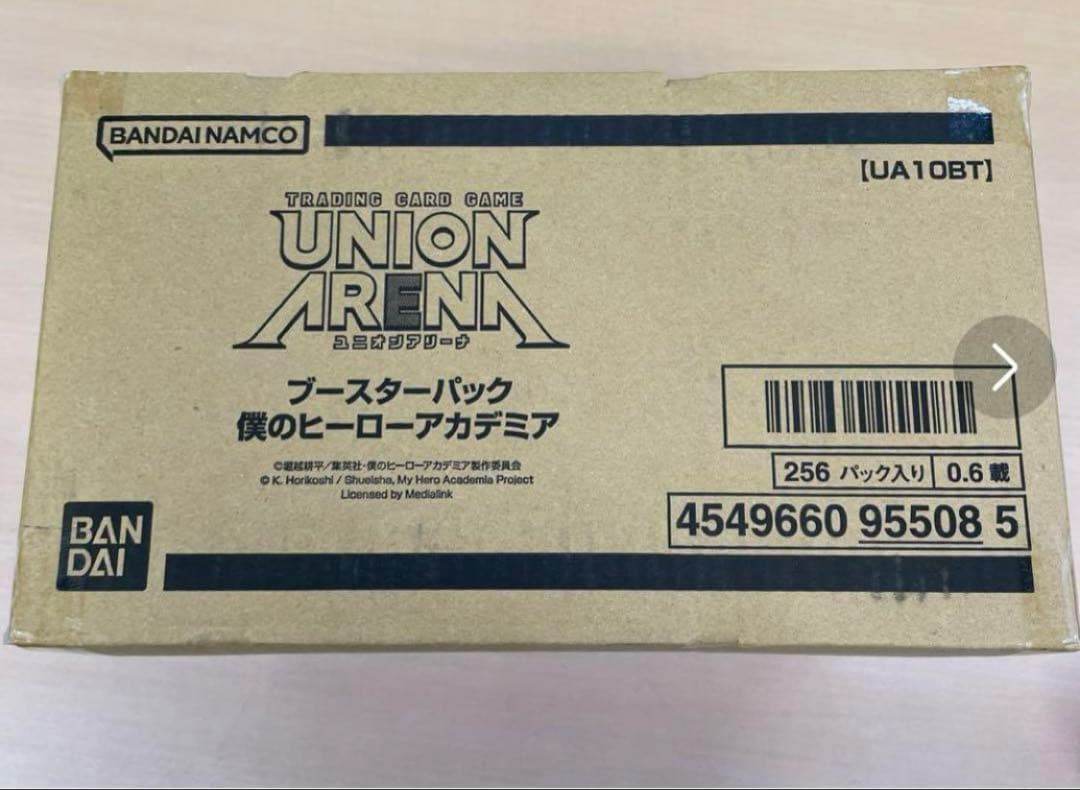 BANDAI NAMCO
【UA10BT】
TRADING CARD GAME
UNION
ARENA
ユニオンアリーナ
ブースターパック
僕のヒーローアカデミア
©堀越耕平/集英社・僕のヒーローアカデミア製作委員会
© K. Horikoshi / Shueisha, My Hero Academia Project
Licensed by Medialink
256 パック入り 0.6 載
4549660 95508 5
BAN
DAI